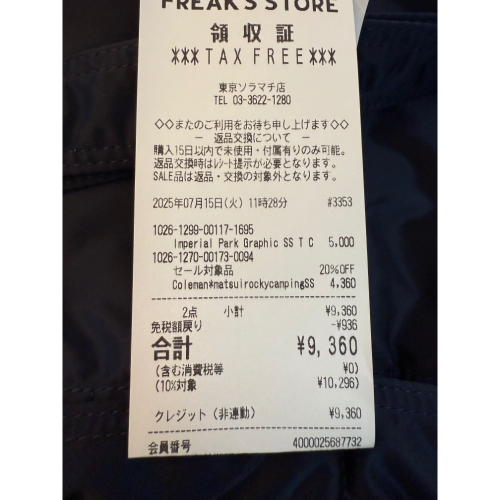 FREAK'S STORE
領収証
***TAX FREE***
東京ソラマチ店
TEL 03-3622-1280
◇◇またのご利用をお待ち申し上げます◇◇
－ 返品交換について －
購入15日以内で未使用・付属有りのみ可能。
返品交換時はレシート提示が必要となります。
SALE品は返品・交換の対象外となります。
2025年07月15日(火) 11時28分 #3353
1026-1299-00117-1695
Imperial Park Graphic SS T C 5,000
1026-1270-00173-0094
セール対象品 20%OFF
Coleman*matsuirockycampingSS 4,360
2点 小計 ¥9,360
免税額戻り -¥936
合計 ¥9,360
(含む消費税等 ¥0)
(10%対象 ¥10,296)
クレジット（非連動） ¥9,360
会員番号 4000025687732